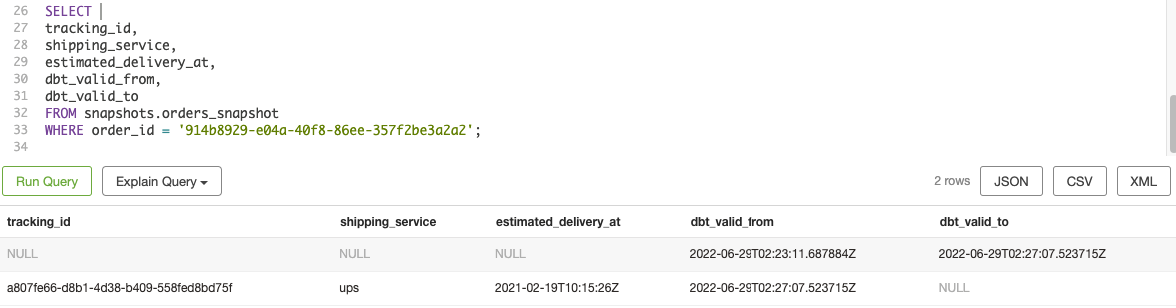 26 SELECT
27 tracking_id,
28 shipping_service,
29 estimated_delivery_at,
30 dbt_valid_from,
31 dbt_valid_to
32 FROM snapshots.orders_snapshot
33 WHERE order_id = '914b8929-e04a-40f8-86ee-357f2be3a2a2';
34
Run Query Explain Query 2 rows JSON CSV XML
tracking_id shipping_service estimated_delivery_at dbt_valid_from dbt_valid_to
NULL NULL NULL 2022-06-29T02:23:11.687884Z 2022-06-29T02:27:07.523715Z
a807fe66-d8b1-4d38-b409-558fed8bd75f ups 2021-02-19T10:15:26Z 2022-06-29T02:27:07.523715Z NULL